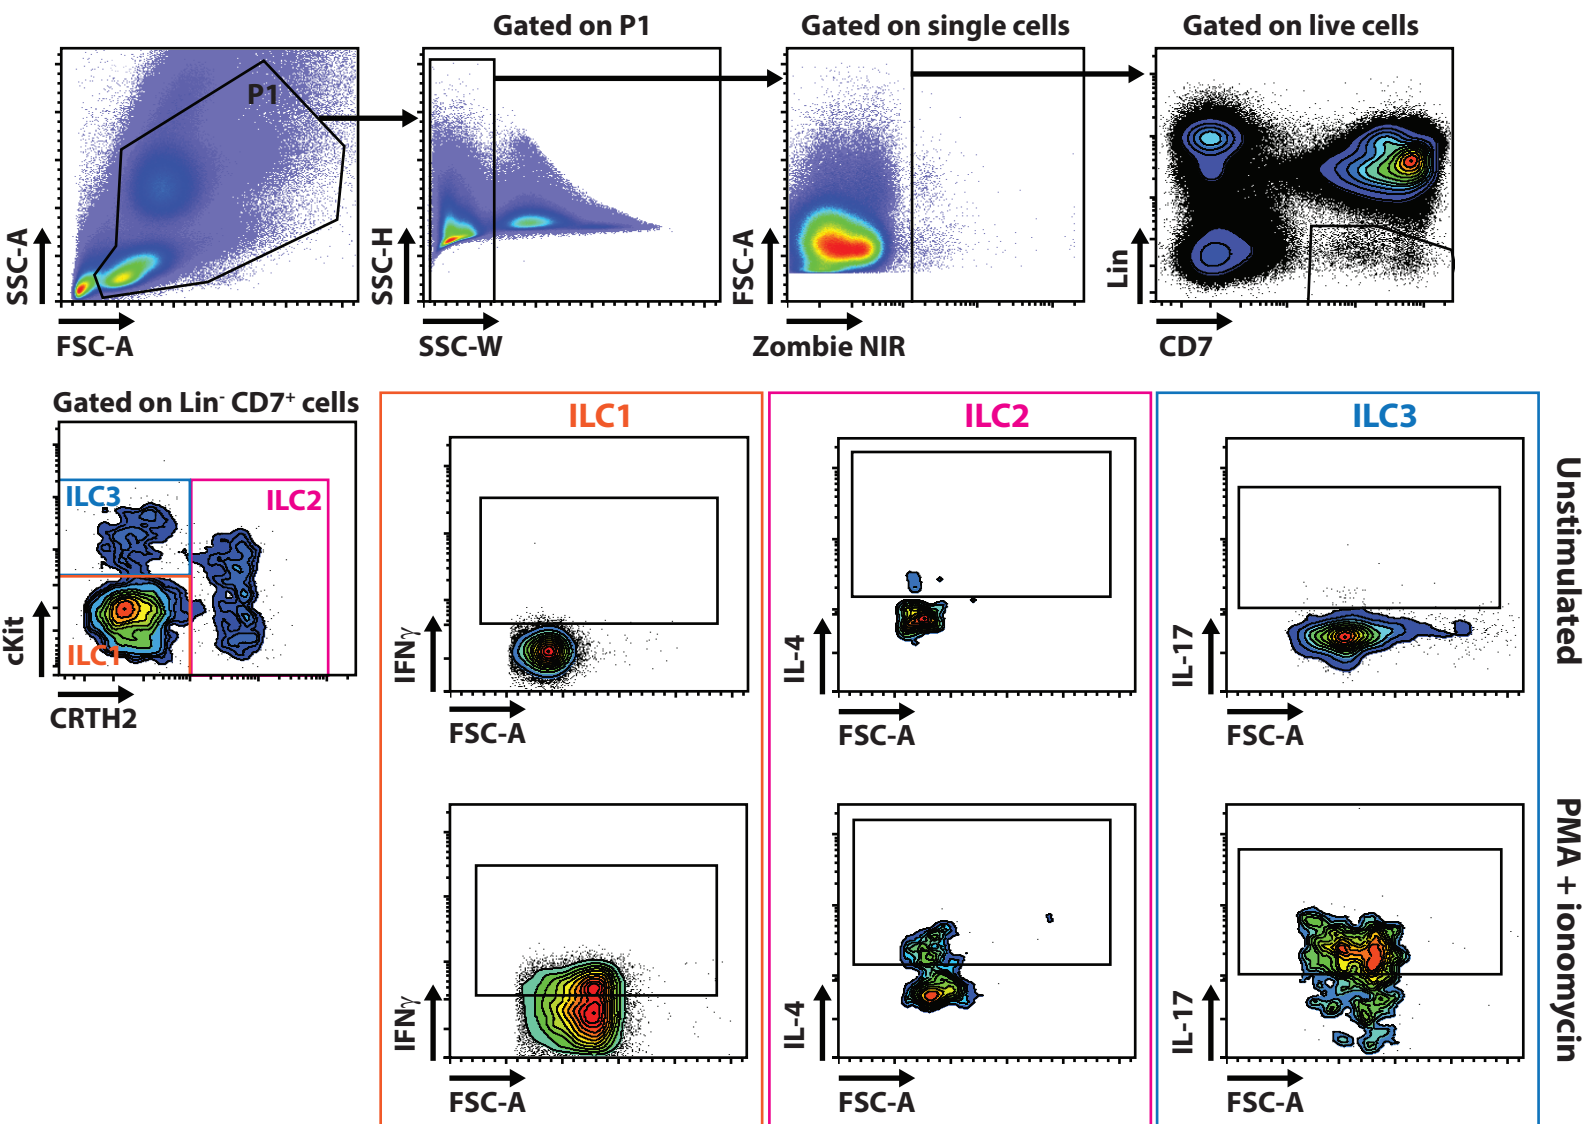 Gated on P1
Gated on single cells
Gated on live cells
P1
SSC-A
FSC-A
SSC-H
SSC-W
FSC-A
Zombie NIR
Lin
CD7
Gated on Lin⁻ CD7⁺ cells
ILC3
ILC2
ILC1
cKit
CRTH2
ILC1
ILC2
ILC3
IFNγ
FSC-A
IL-4
FSC-A
IL-17
FSC-A
Unstimulated
IFNγ
FSC-A
IL-4
FSC-A
IL-17
FSC-A
PMA + ionomycin